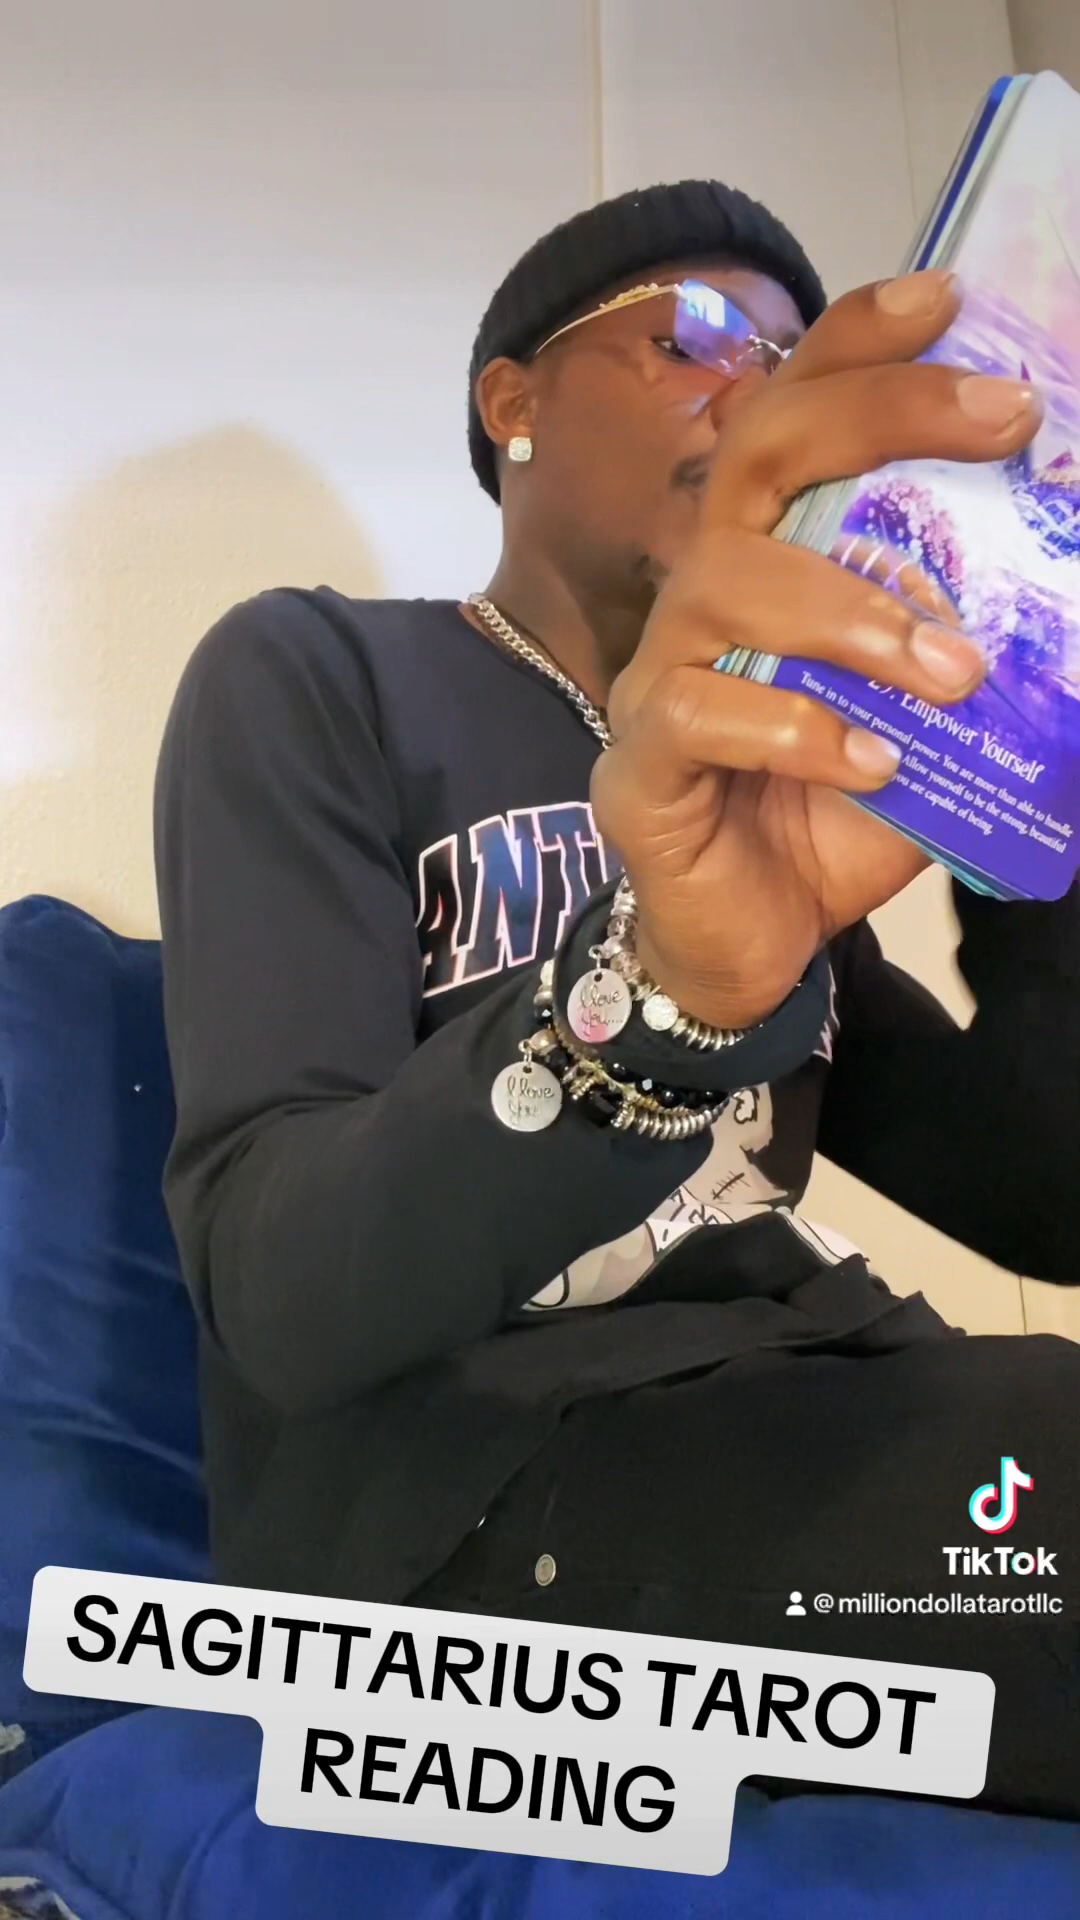 ANT
Empower Yourself
Tune in to your personal power. You are more than able to handle
Allow yourself to be the strong, beautiful
you are capable of being.
I love
you....
I love
you
TikTok
@milliondollatarotllc
SAGITTARIUS TAROT
READING